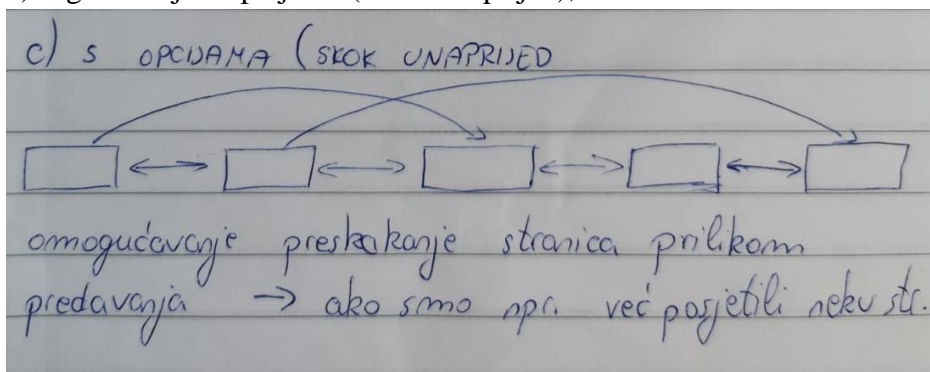 c) s OPCIJAMA (SKOK UNAPRIJED
omogućavanje preskakanje stranica prilikom
predavanja → ako smo npr. već posjetili neku str.